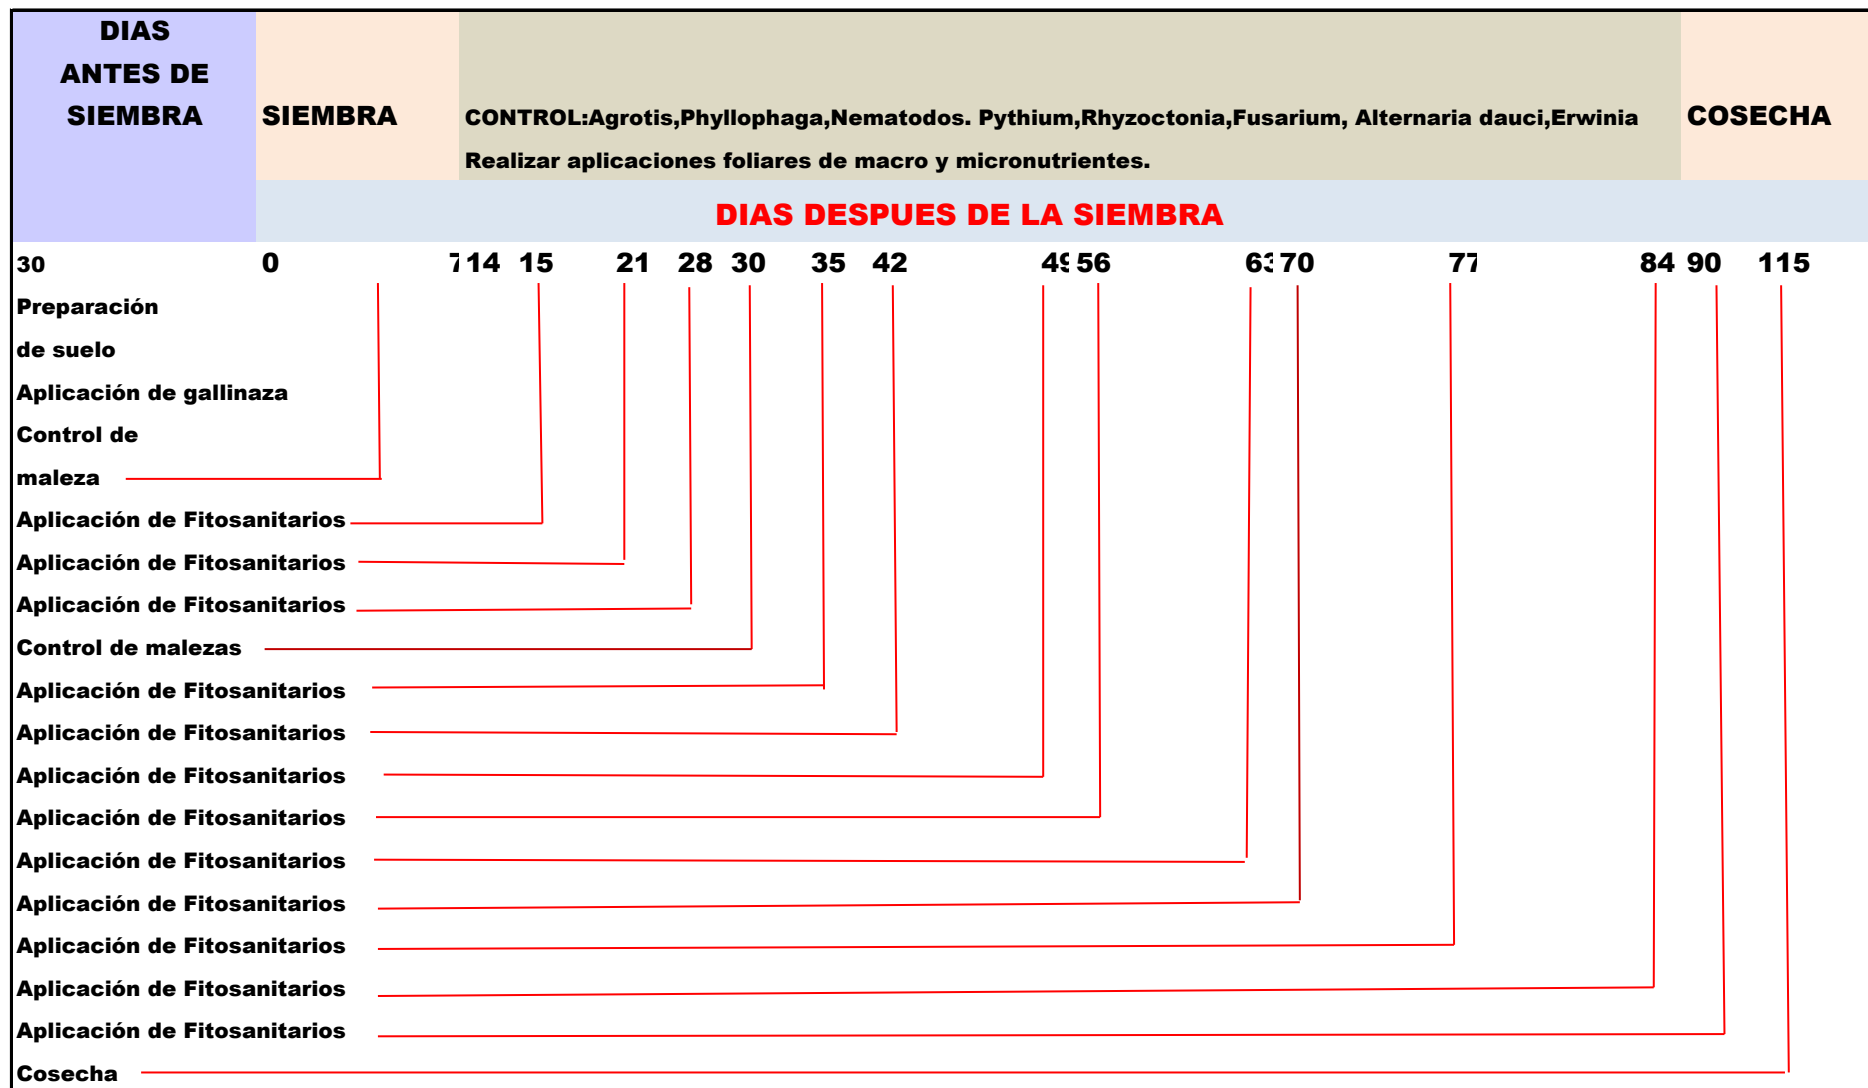 DIAS
ANTES DE
SIEMBRA
SIEMBRA
CONTROL:Agrotis,Phyllophaga,Nematodos. Pythium,Rhyzoctonia,Fusarium, Alternaria dauci,Erwinia
Realizar aplicaciones foliares de macro y micronutrientes.
COSECHA
DIAS DESPUES DE LA SIEMBRA
30 0 7 14 15 21 28 30 35 42 49 56 63 70 77 84 90 115
Preparación
de suelo
Aplicación de gallinaza
Control de
maleza
Aplicación de Fitosanitarios
Aplicación de Fitosanitarios
Aplicación de Fitosanitarios
Control de malezas
Aplicación de Fitosanitarios
Aplicación de Fitosanitarios
Aplicación de Fitosanitarios
Aplicación de Fitosanitarios
Aplicación de Fitosanitarios
Aplicación de Fitosanitarios
Aplicación de Fitosanitarios
Aplicación de Fitosanitarios
Aplicación de Fitosanitarios
Cosecha